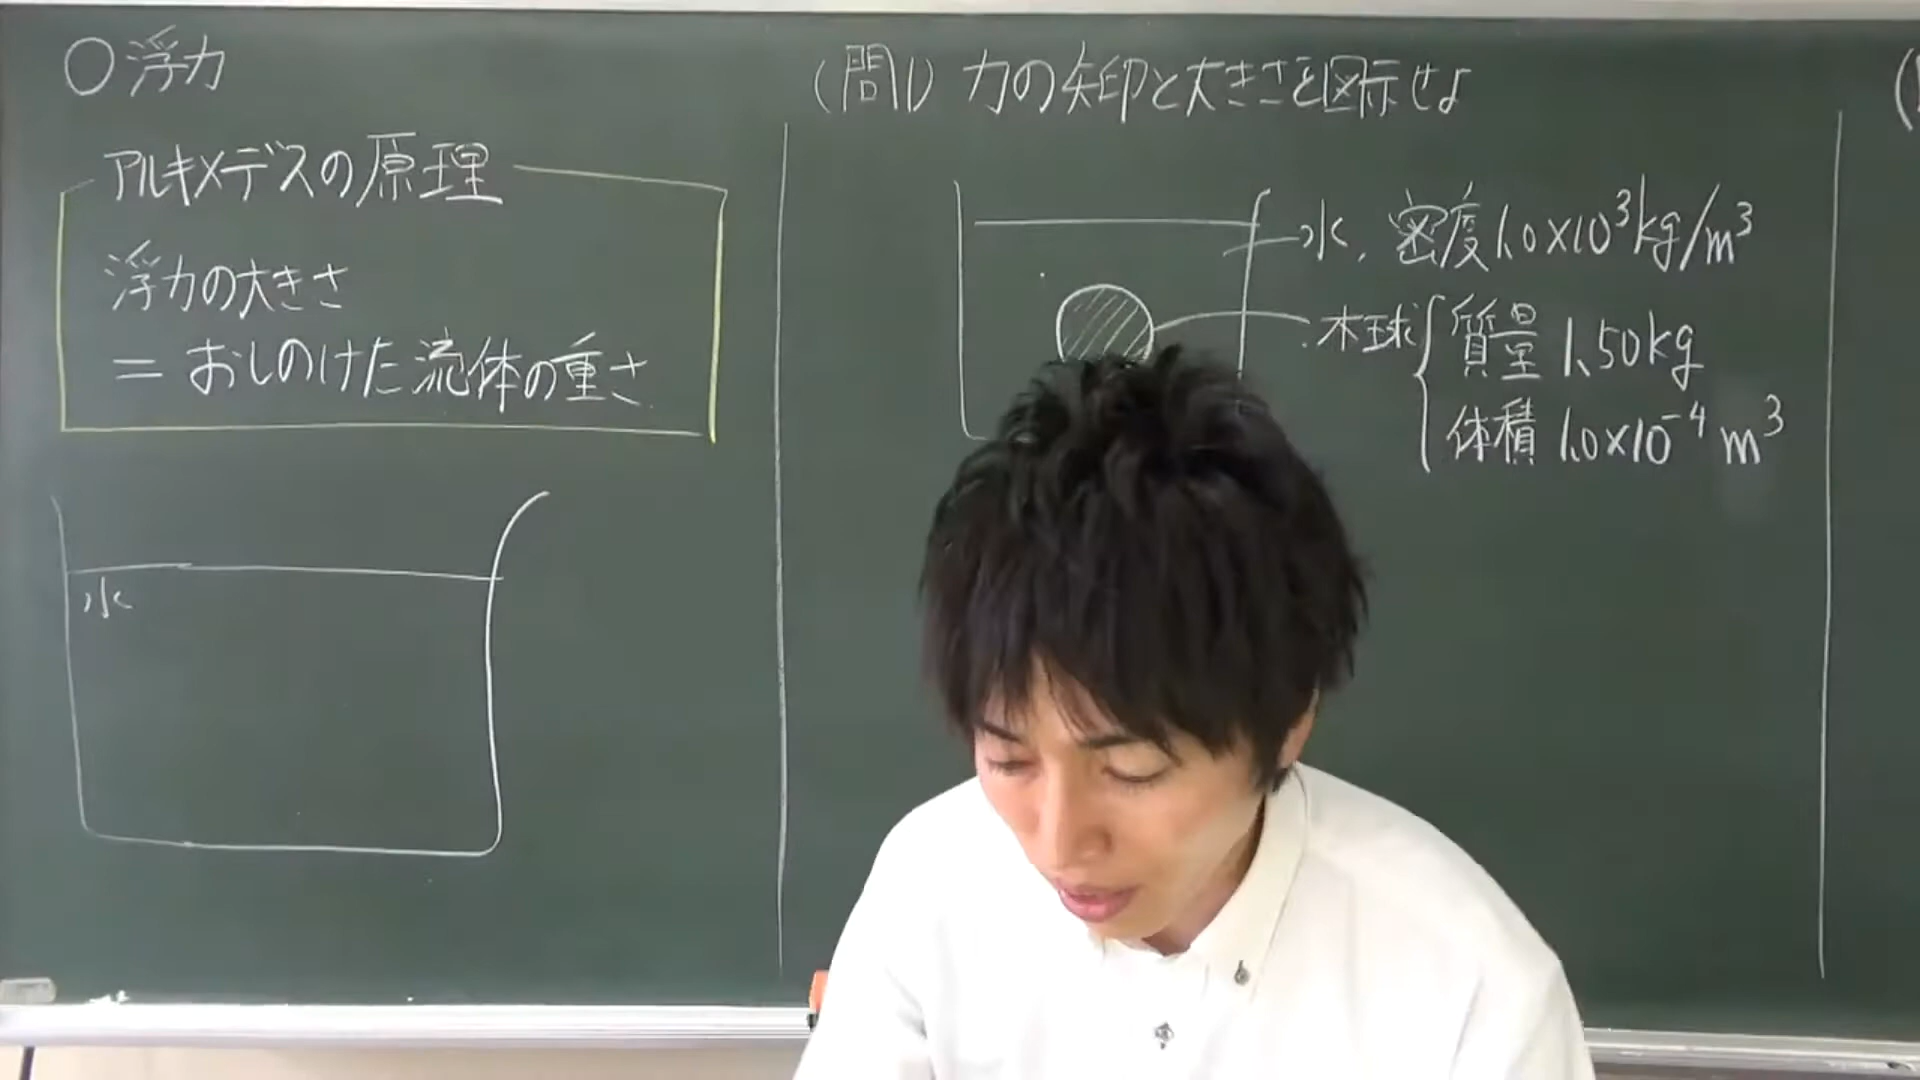 〇浮力
アルキメデスの原理
浮力の大きさ
= おしのけた流体の重さ
水
(問1) 力の矢印と大きさを図示せよ
水、密度1.0×10³kg/m³
木球{質量 1.50kg
体積 1.0×10⁻⁴ m³